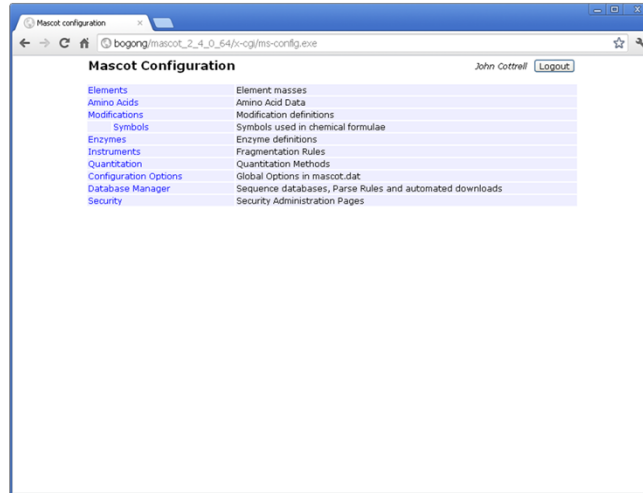 Mascot configuration
bogong/mascot_2_4_0_64/x-cgi/ms-config.exe
Mascot Configuration John Cottrell Logout
Elements Element masses
Amino Acids Amino Acid Data
Modifications Modification definitions
Symbols Symbols used in chemical formulae
Enzymes Enzyme definitions
Instruments Fragmentation Rules
Quantitation Quantitation Methods
Configuration Options Global Options in mascot.dat
Database Manager Sequence databases, Parse Rules and automated downloads
Security Security Administration Pages